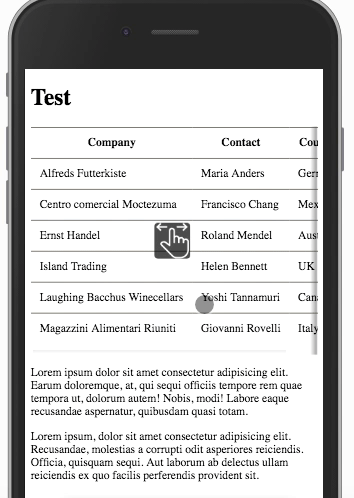 Test
Company Contact Cou
Alfreds Futterkiste Maria Anders Gern
Centro comercial Moctezuma Francisco Chang Mex
Ernst Handel Roland Mendel Aust
Island Trading Helen Bennett UK
Laughing Bacchus Winecellars Yoshi Tannamuri Cana
Magazzini Alimentari Riuniti Giovanni Rovelli Italy
Lorem ipsum dolor sit amet consectetur adipisicing elit.
Earum doloremque, at, qui sequi officiis tempore rem quae
tempora ut, dolorum autem! Nobis, modi! Labore eaque
recusandae aspernatur, quibusdam quasi totam.
Lorem ipsum, dolor sit amet consectetur adipisicing elit.
Recusandae, molestias a corrupti odit asperiores reiciendis.
Officia, quisquam sequi. Aut laborum ab delectus ullam
reiciendis ex quo facilis perferendis provident sit.